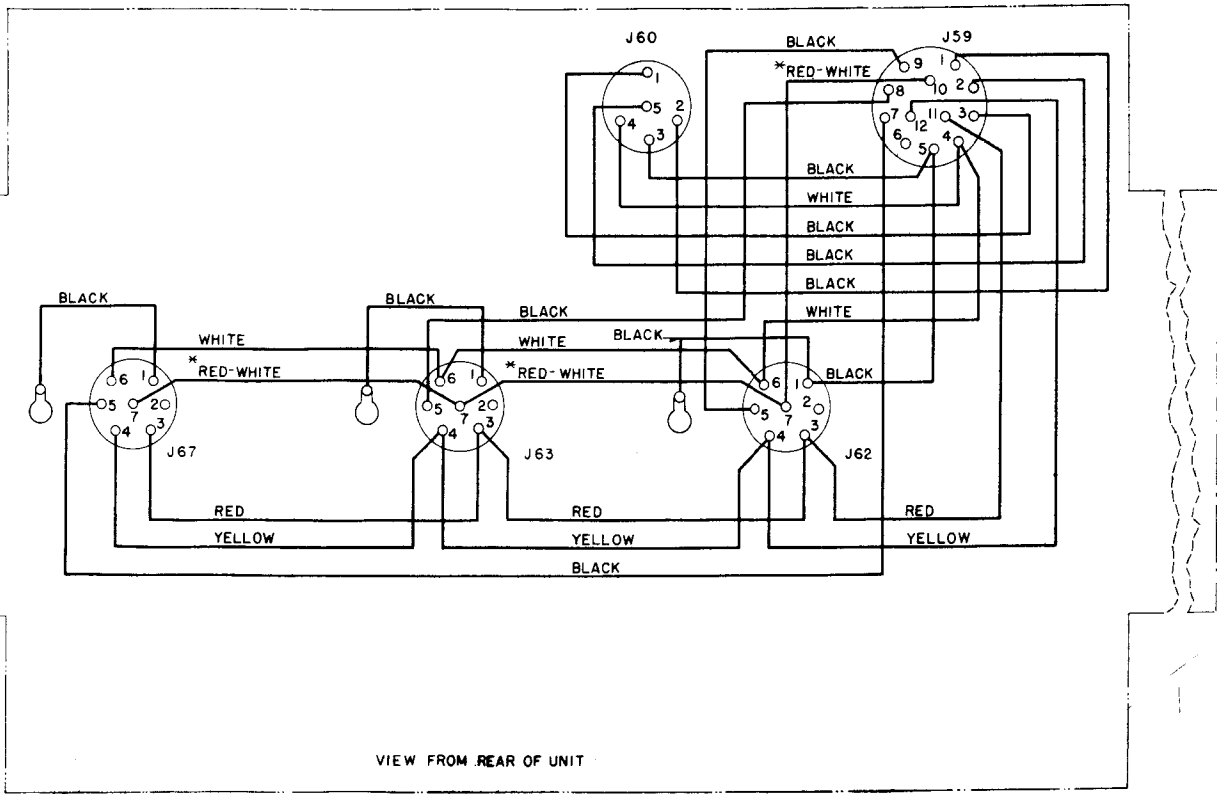 J60
J59
BLACK
*RED-WHITE
1
5
2
4
3
9
1
8
10
2
7
12
11
3
6
5
4
BLACK
WHITE
BLACK
BLACK
BLACK
WHITE
BLACK
BLACK
BLACK
BLACK
WHITE
WHITE
*
RED-WHITE
*
RED-WHITE
BLACK
6
1
5
7
2
4
3
J67
6
1
5
7
2
4
3
J63
6
1
2
5
7
4
3
J62
RED
RED
RED
YELLOW
YELLOW
YELLOW
BLACK
VIEW FROM REAR OF UNIT